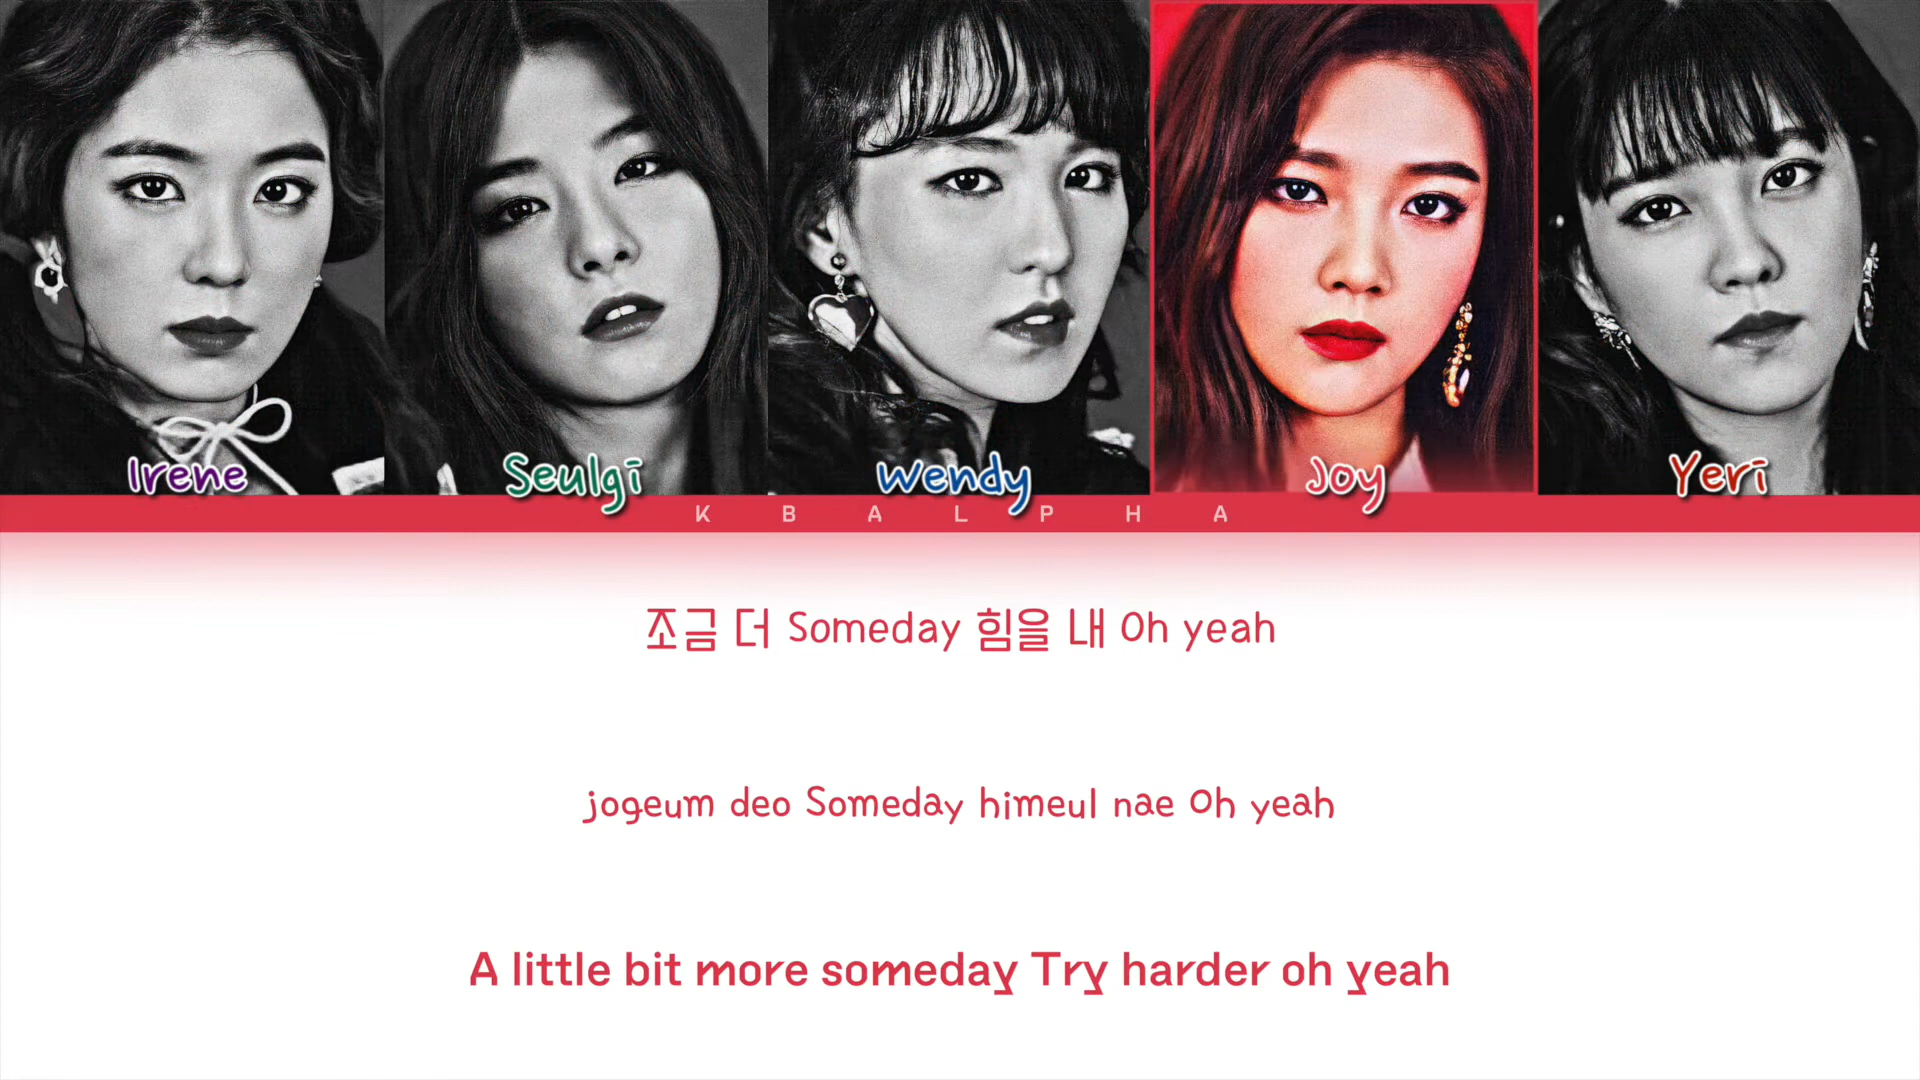 Irene Seulgi Wendy Joy Yeri
KBALPHA
조금 더 Someday 힘을 내 Oh yeah
jogeum deo Someday himeul nae Oh yeah
A little bit more someday Try harder oh yeah